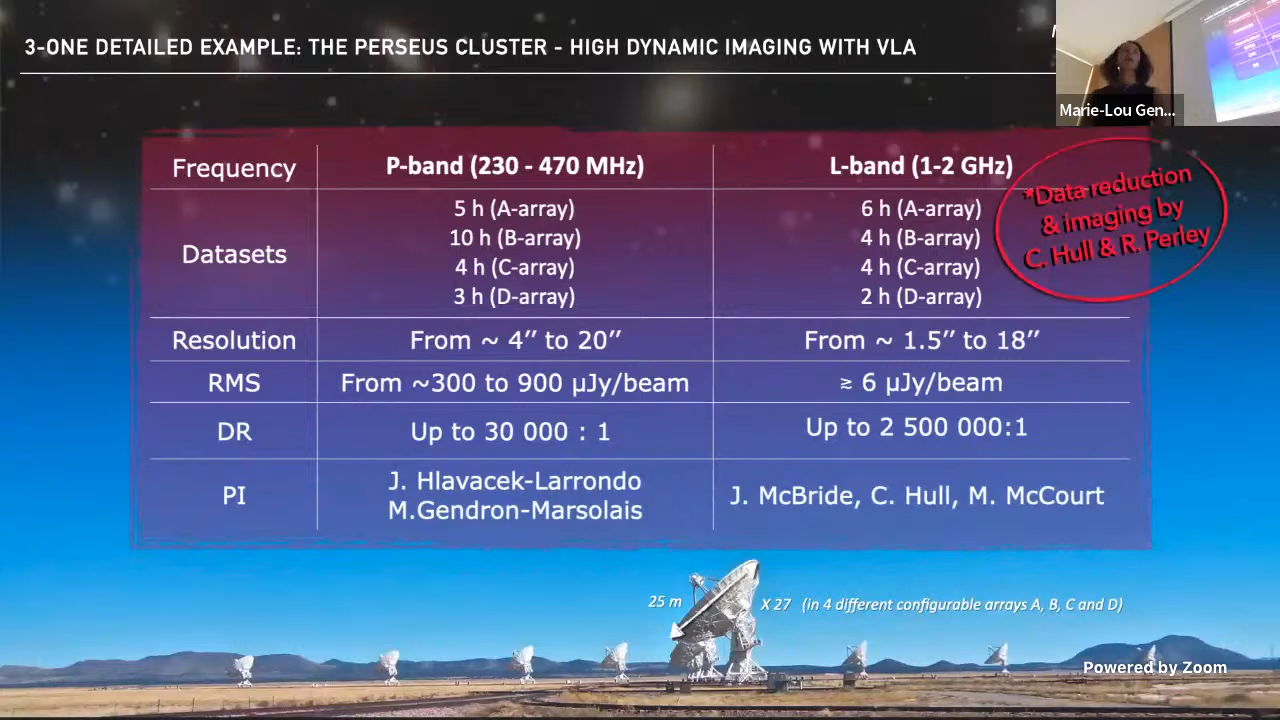 3-ONE DETAILED EXAMPLE: THE PERSEUS CLUSTER - HIGH DYNAMIC IMAGING WITH VLA
Marie-Lou Gen...
Frequency
P-band (230 - 470 MHz)
L-band (1-2 GHz)
*Data reduction
& imaging by
C. Hull & R. Perley
Datasets
5 h (A-array)
10 h (B-array)
4 h (C-array)
3 h (D-array)
6 h (A-array)
4 h (B-array)
4 h (C-array)
2 h (D-array)
Resolution
From ~ 4’’ to 20’’
From ~ 1.5’’ to 18’’
RMS
From ~300 to 900 μJy/beam
≳ 6 μJy/beam
DR
Up to 30 000 : 1
Up to 2 500 000:1
PI
J. Hlavacek-Larrondo
M.Gendron-Marsolais
J. McBride, C. Hull, M. McCourt
25 m
X 27 (in 4 different configurable arrays A, B, C and D)
Powered by Zoom